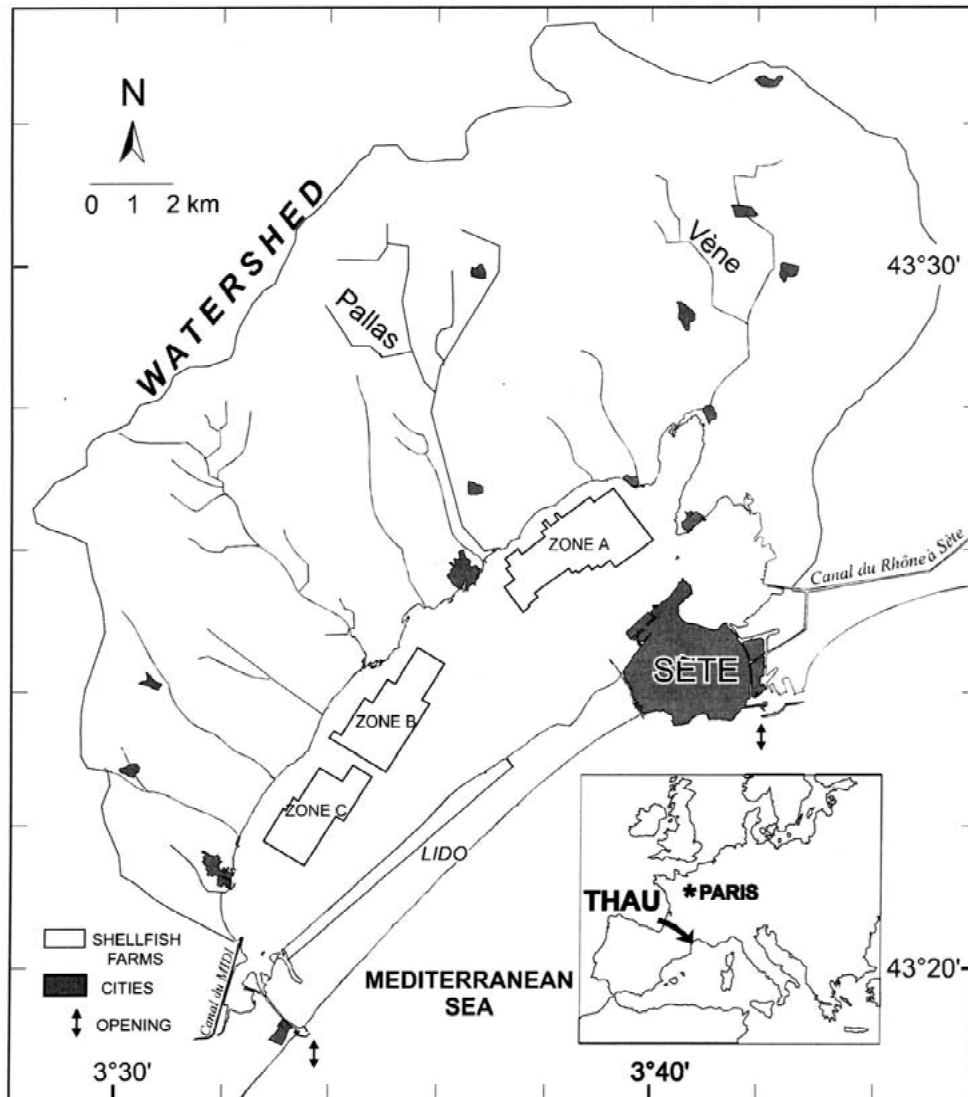 N
0 1 2 km
WATERSHED
Vène
Pallas
43°30'
ZONE A
Canal du Rhône à Sète
SÈTE
ZONE B
ZONE C
LIDO
THAU
*PARIS
SHELLFISH
FARMS
CITIES
OPENING
Canal du MIDI
MEDITERRANEAN
SEA
43°20'
3°30'
3°40'